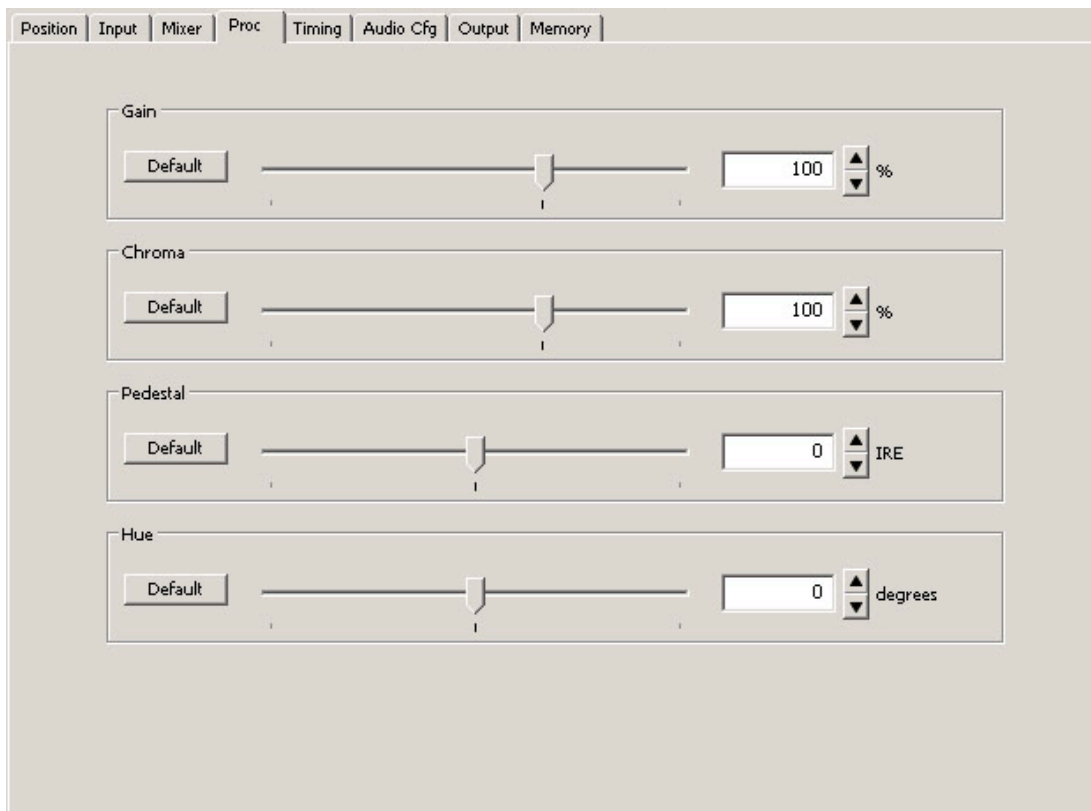 Position Input Mixer Proc Timing Audio Cfg Output Memory
Gain
Default 100 %
Chroma
Default 100 %
Pedestal
Default 0 IRE
Hue
Default 0 degrees